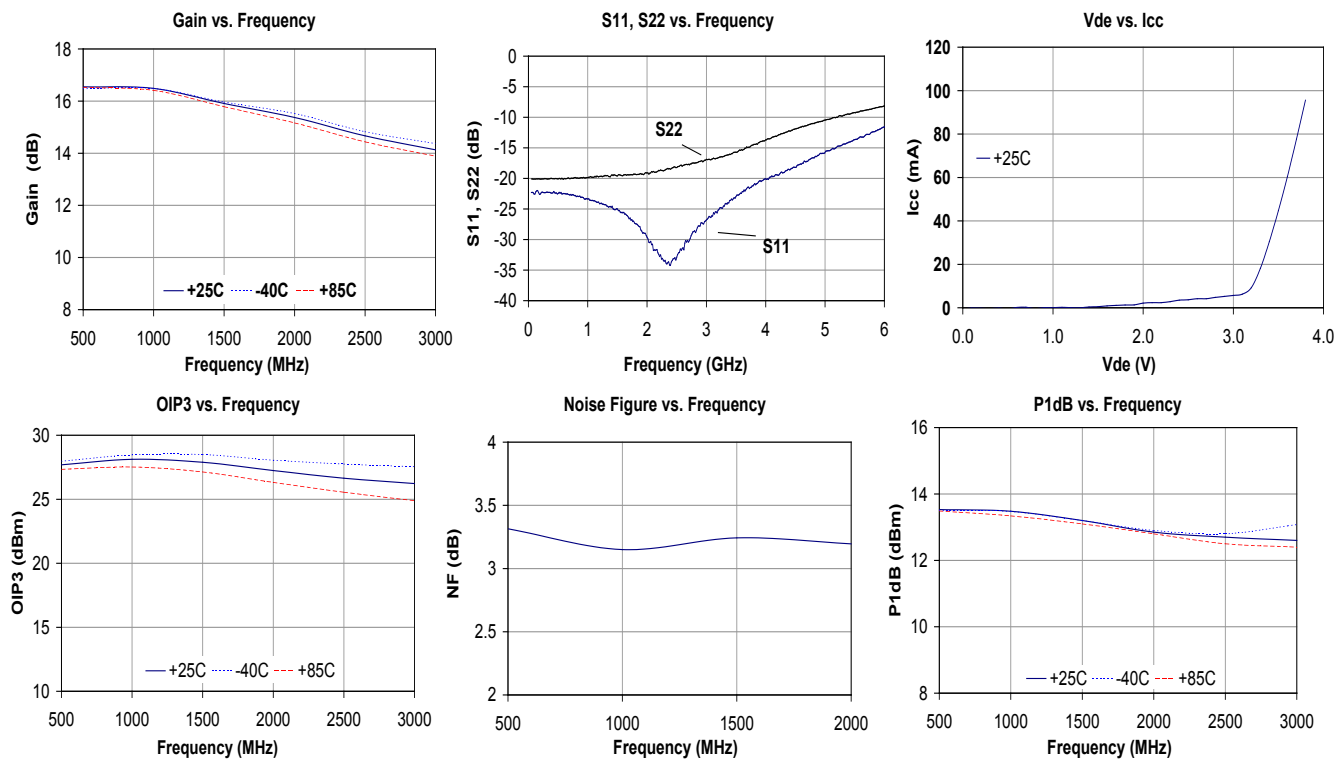 Gain vs. Frequency
18
16
14
12
10
8
Gain (dB)
+25C -40C +85C
500 1000 1500 2000 2500 3000
Frequency (MHz)
S11, S22 vs. Frequency
0
-5
-10
-15
-20
-25
-30
-35
-40
S11, S22 (dB)
S22
S11
0 1 2 3 4 5 6
Frequency (GHz)
Vde vs. Icc
120
100
80
60
40
20
0
Icc (mA)
+25C
0.0 1.0 2.0 3.0 4.0
Vde (V)
OIP3 vs. Frequency
30
25
20
15
10
OIP3 (dBm)
+25C -40C +85C
500 1000 1500 2000 2500 3000
Frequency (MHz)
Noise Figure vs. Frequency
4
3.5
3
2.5
2
NF (dB)
500 1000 1500 2000
Frequency (MHz)
P1dB vs. Frequency
16
14
12
10
8
P1dB (dBm)
+25C -40C +85C
500 1000 1500 2000 2500 3000
Frequency (MHz)